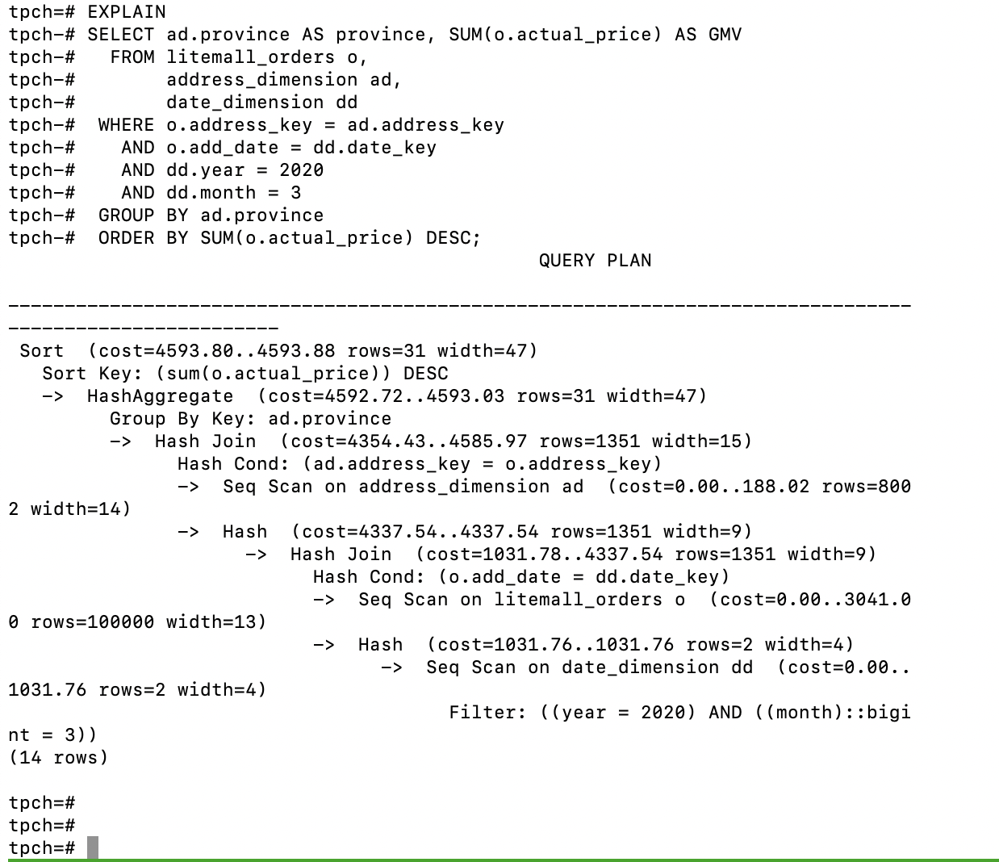 tpch=# EXPLAIN
tpch-# SELECT ad.province AS province, SUM(o.actual_price) AS GMV
tpch-#   FROM litemall_orders o,
tpch-#        address_dimension ad,
tpch-#        date_dimension dd
tpch-#  WHERE o.address_key = ad.address_key
tpch-#    AND o.add_date = dd.date_key
tpch-#    AND dd.year = 2020
tpch-#    AND dd.month = 3
tpch-#  GROUP BY ad.province
tpch-#  ORDER BY SUM(o.actual_price) DESC;
                                               QUERY PLAN
--------------------------------------------------------------------------------
------------------------
 Sort  (cost=4593.80..4593.88 rows=31 width=47)
   Sort Key: (sum(o.actual_price)) DESC
   ->  HashAggregate  (cost=4592.72..4593.03 rows=31 width=47)
         Group By Key: ad.province
         ->  Hash Join  (cost=4354.43..4585.97 rows=1351 width=15)
               Hash Cond: (ad.address_key = o.address_key)
               ->  Seq Scan on address_dimension ad  (cost=0.00..188.02 rows=800
2 width=14)
               ->  Hash  (cost=4337.54..4337.54 rows=1351 width=9)
                     ->  Hash Join  (cost=1031.78..4337.54 rows=1351 width=9)
                           Hash Cond: (o.add_date = dd.date_key)
                           ->  Seq Scan on litemall_orders o  (cost=0.00..3041.0
0 rows=100000 width=13)
                           ->  Hash  (cost=1031.76..1031.76 rows=2 width=4)
                                 ->  Seq Scan on date_dimension dd  (cost=0.00..
1031.76 rows=2 width=4)
                                       Filter: ((year = 2020) AND ((month)::bigi
nt = 3))
(14 rows)
tpch=#
tpch=#
tpch=#